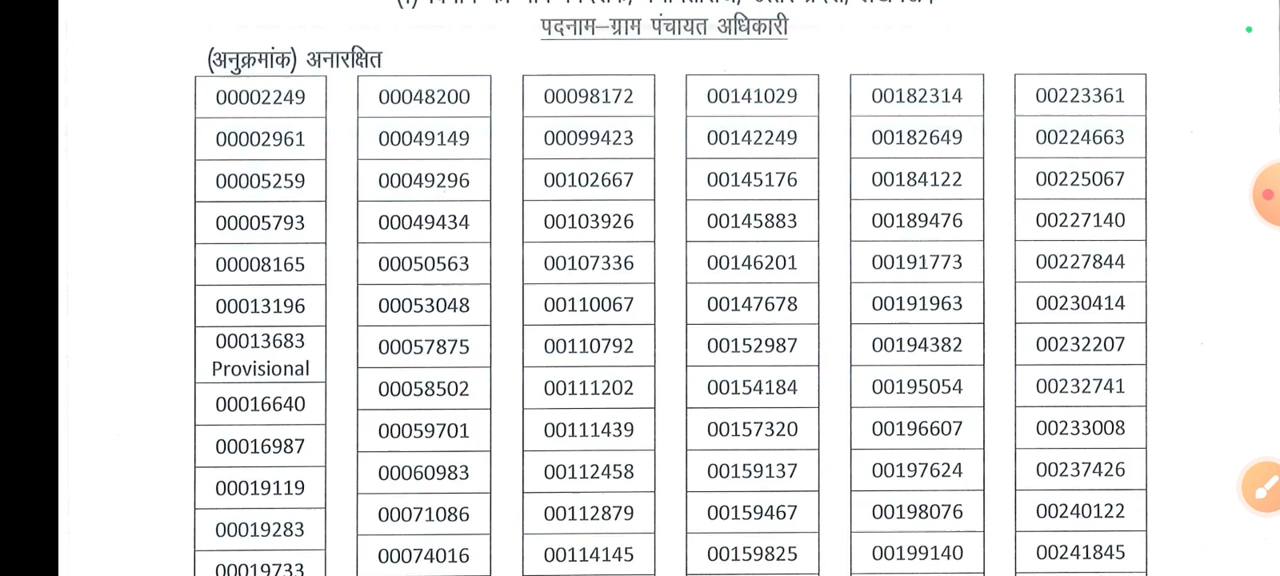 पदनाम–ग्राम पंचायत अधिकारी
(अनुक्रमांक) अनारक्षित
00002249 00048200 00098172 00141029 00182314 00223361
00002961 00049149 00099423 00142249 00182649 00224663
00005259 00049296 00102667 00145176 00184122 00225067
00005793 00049434 00103926 00145883 00189476 00227140
00008165 00050563 00107336 00146201 00191773 00227844
00013196 00053048 00110067 00147678 00191963 00230414
00013683 00057875 00110792 00152987 00194382 00232207
Provisional
00016640 00058502 00111202 00154184 00195054 00232741
00016987 00059701 00111439 00157320 00196607 00233008
00019119 00060983 00112458 00159137 00197624 00237426
00019283 00071086 00112879 00159467 00198076 00240122
00019733 00074016 00114145 00159825 00199140 00241845